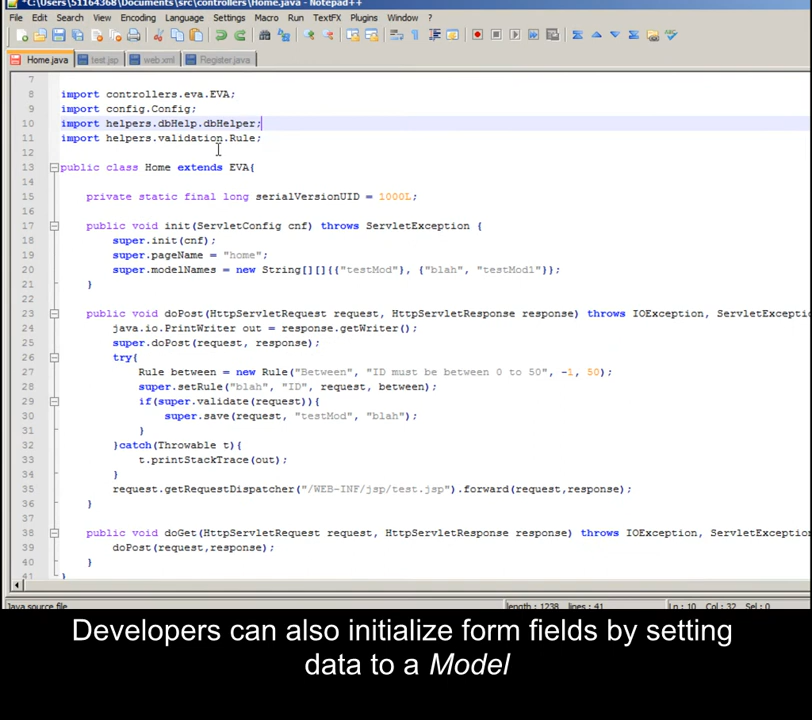 *C:\Users\51164368\Documents\src\controllers\Home.java - Notepad++
File Edit Search View Encoding Language Settings Macro Run TextFX Plugins Window ?
Home.java test.jsp web.xml Register.java
7
8 import controllers.eva.EVA;
9 import config.Config;
10 import helpers.dbHelp.dbHelper;
11 import helpers.validation.Rule;
12
13 public class Home extends EVA{
14
15 private static final long serialVersionUID = 1000L;
16
17 public void init(ServletConfig cnf) throws ServletException {
18 super.init(cnf);
19 super.pageName = "home";
20 super.modelNames = new String[][]{{"testMod"}, {"blah", "testMod1"}};
21 }
22
23 public void doPost(HttpServletRequest request, HttpServletResponse response) throws IOException, ServletExcepti
24 java.io.PrintWriter out = response.getWriter();
25 super.doPost(request, response);
26 try{
27 Rule between = new Rule("Between", "ID must be between 0 to 50", -1, 50);
28 super.setRule("blah", "ID", request, between);
29 if(super.validate(request)){
30 super.save(request, "testMod", "blah");
31 }
32 }catch(Throwable t){
33 t.printStackTrace(out);
34 }
35 request.getRequestDispatcher("/WEB-INF/jsp/test.jsp").forward(request,response);
36 }
37
38 public void doGet(HttpServletRequest request, HttpServletResponse response) throws IOException, ServletExceptio
39 doPost(request,response);
40 }
41 }
Java source file length : 1238 lines : 41 Ln : 10 Col : 32 Sel : 0
Developers can also initialize form fields by setting
data to a Model